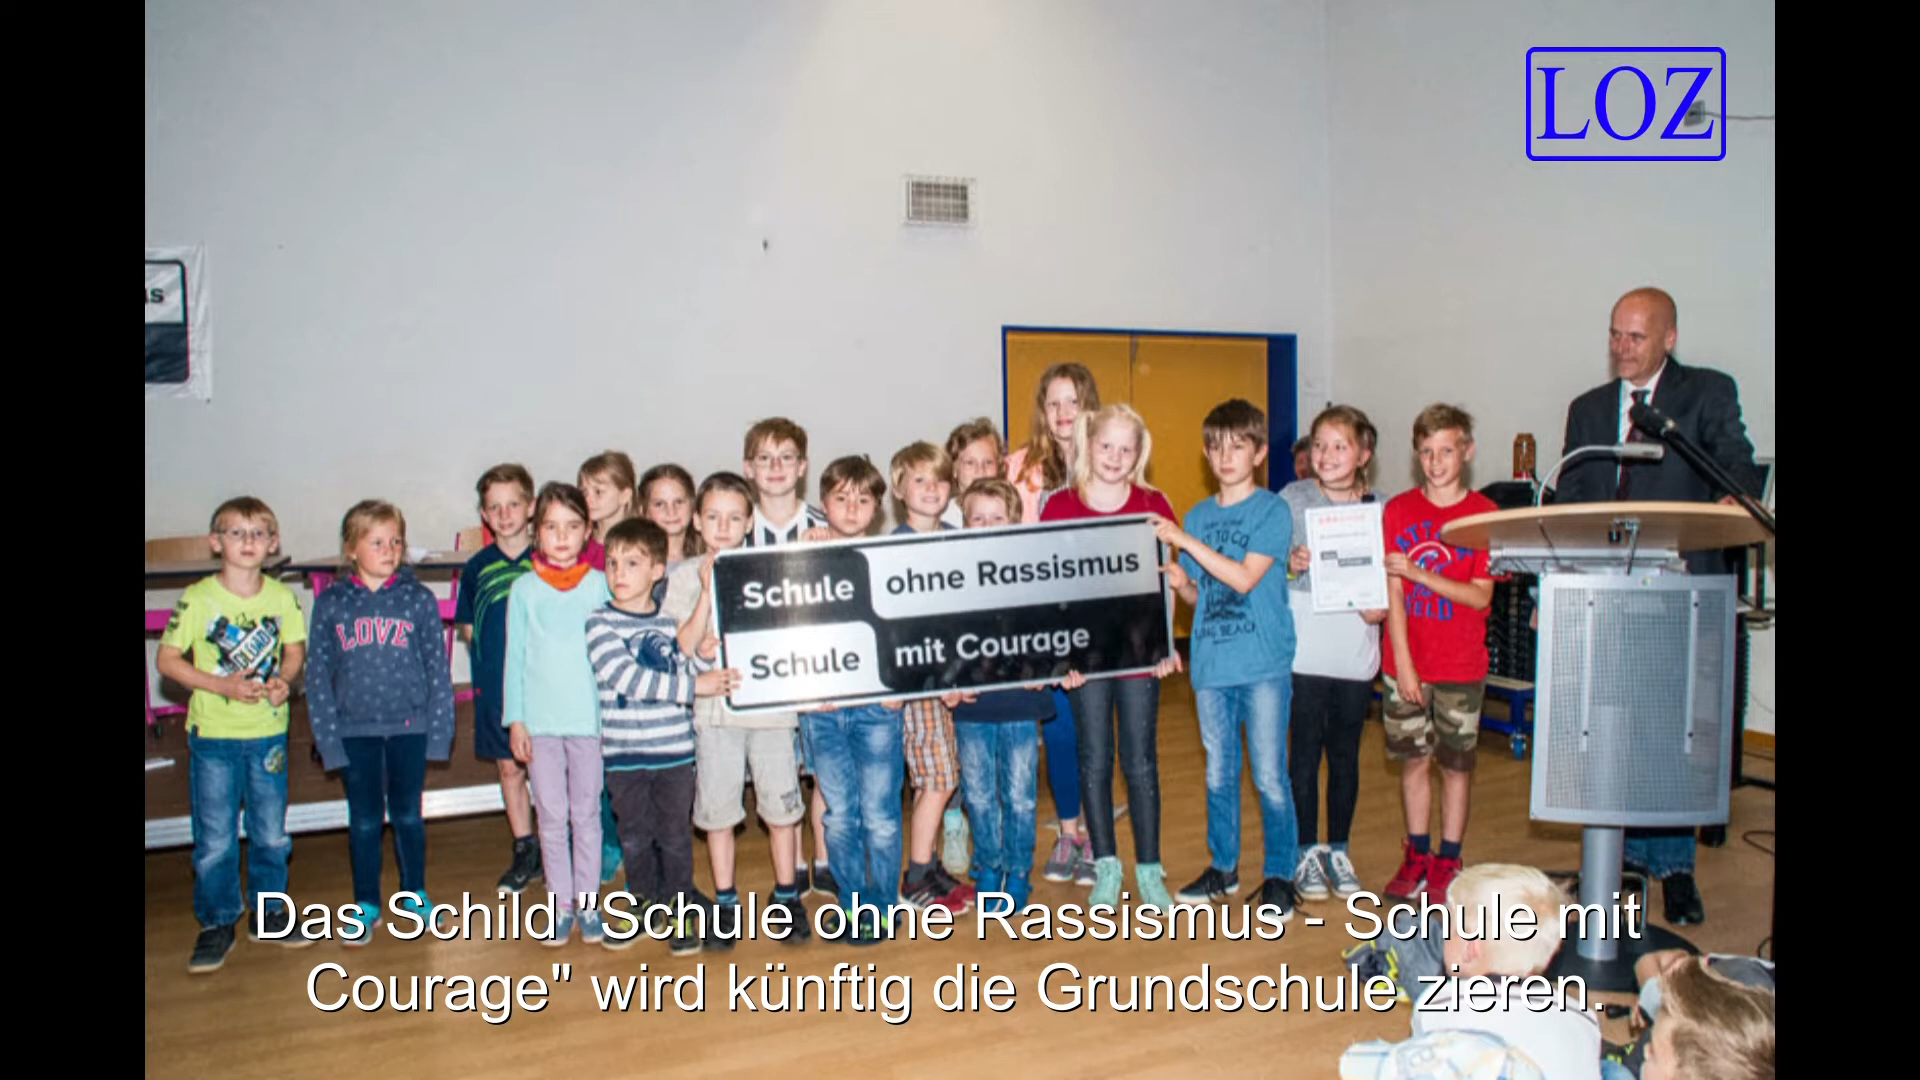 LOZ
LOVE
Schule ohne Rassismus
Schule mit Courage
Das Schild "Schule ohne Rassismus - Schule mit
Courage" wird künftig die Grundschule zieren.